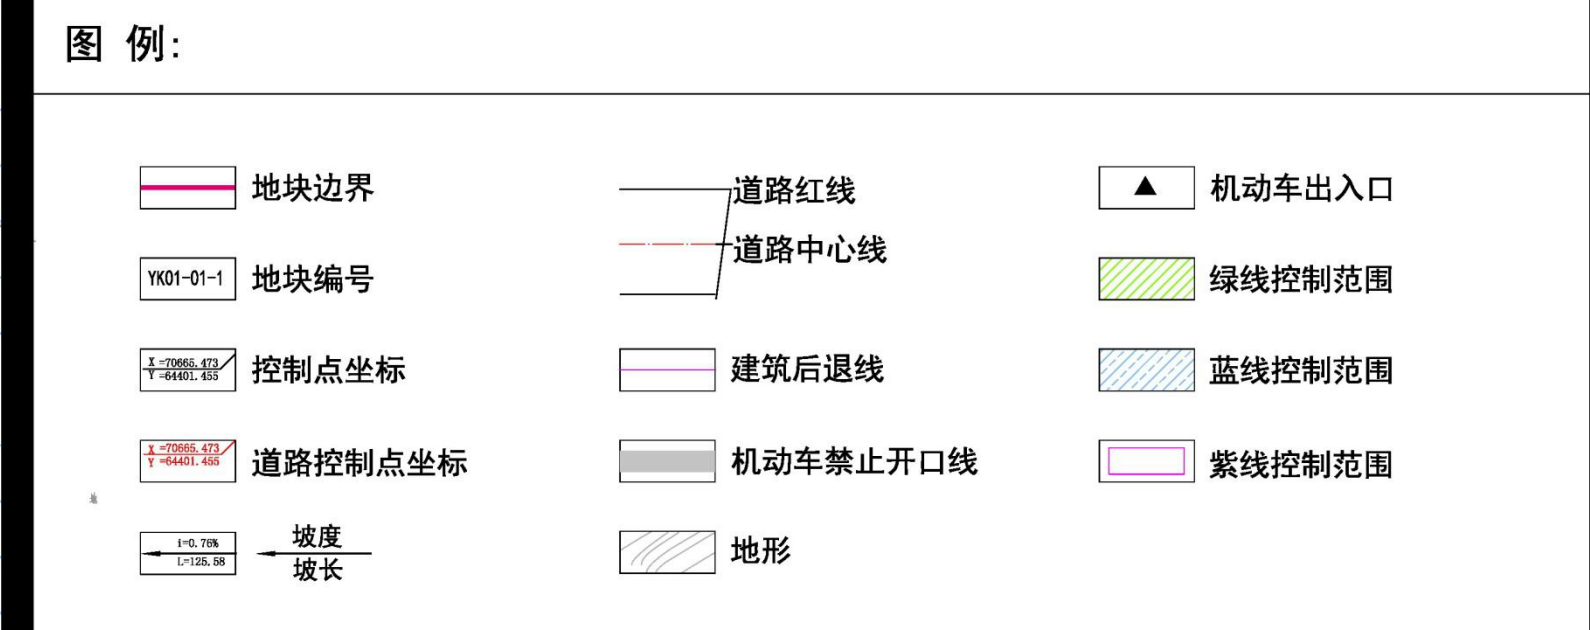 图 例:
地块边界
YK01-01-1
地块编号
X =70665.473
Y =64401.455
控制点坐标
X =70665.473
Y =64401.455
道路控制点坐标
i=0.76%
L=125.58
坡度
坡长
道路红线
道路中心线
建筑后退线
机动车禁止开口线
地形
机动车出入口
绿线控制范围
蓝线控制范围
紫线控制范围